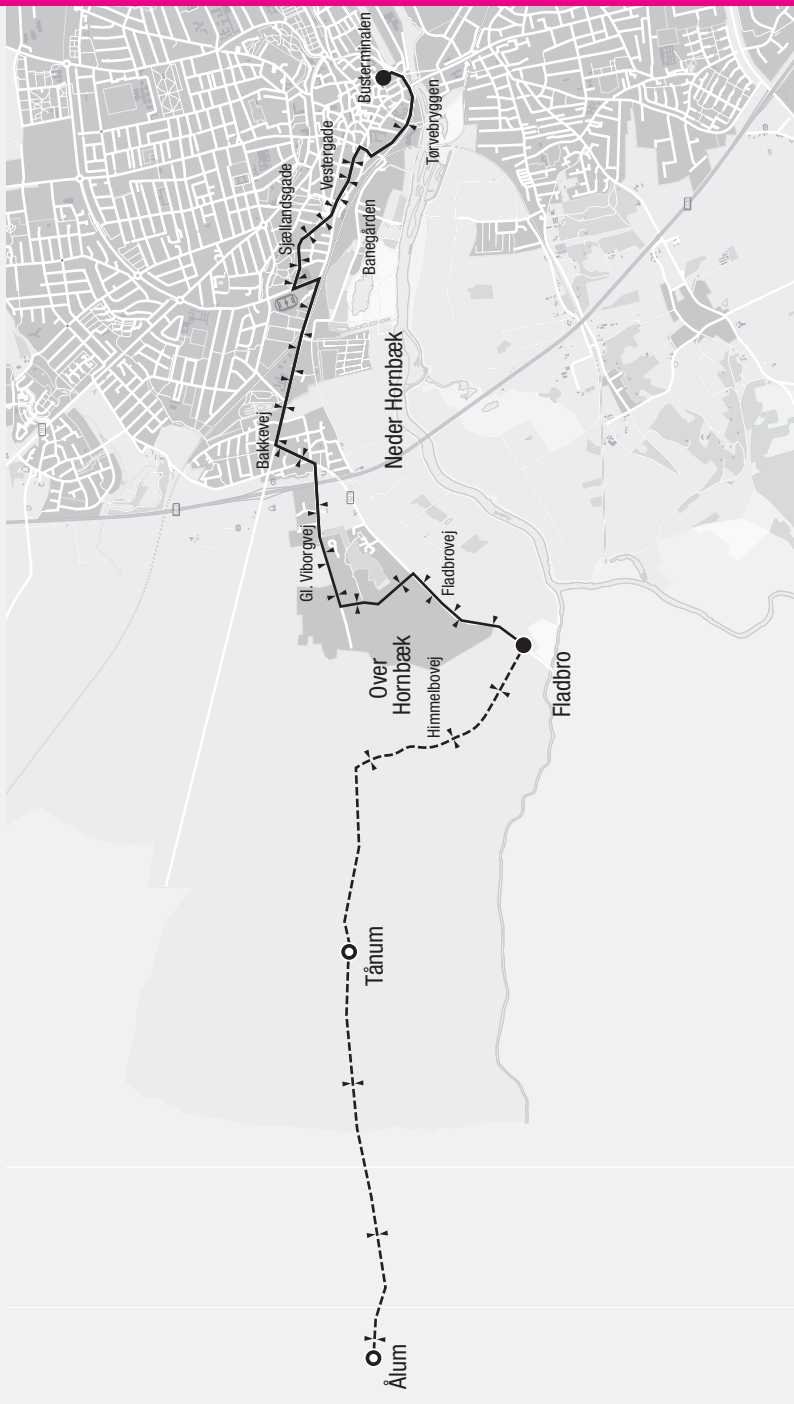 Busterminalen
Tørvebryggen
Vestergade
Sjællandsgade
Banegården
Bakkevej
Neder Hornbæk
Gl. Viborgvej
Fladbrovej
Over
Hornbæk
Himmelbovej
Fladbro
Tånum
Ålum